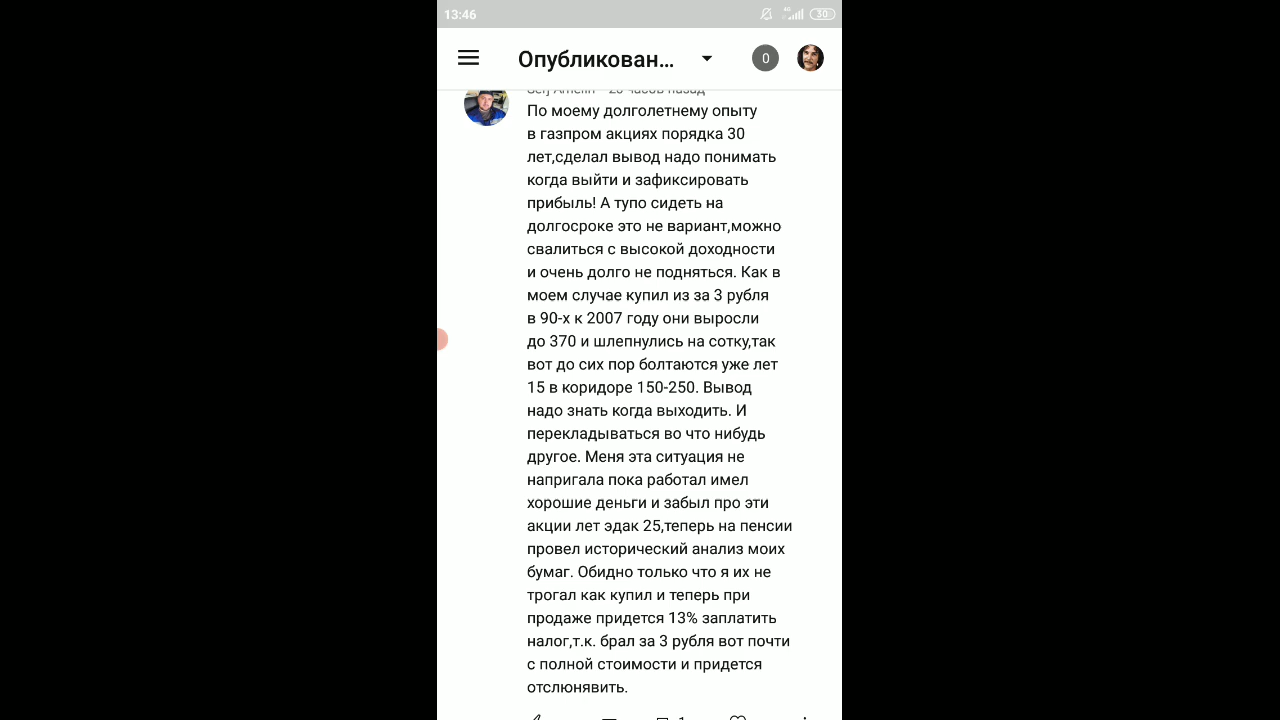 13:46
4G
30
Опубликован...
0
По моему долголетнему опыту
в газпром акциях порядка 30
лет,сделал вывод надо понимать
когда выйти и зафиксировать
прибыль! А тупо сидеть на
долгосроке это не вариант,можно
свалиться с высокой доходности
и очень долго не подняться. Как в
моем случае купил из за 3 рубля
в 90-х к 2007 году они выросли
до 370 и шлепнулись на сотку,так
вот до сих пор болтаются уже лет
15 в коридоре 150-250. Вывод
надо знать когда выходить. И
перекладываться во что нибудь
другое. Меня эта ситуация не
напригала пока работал имел
хорошие деньги и забыл про эти
акции лет эдак 25,теперь на пенсии
провел исторический анализ моих
бумаг. Обидно только что я их не
трогал как купил и теперь при
продаже придется 13% заплатить
налог,т.к. брал за 3 рубля вот почти
с полной стоимости и придется
отслюнявить.